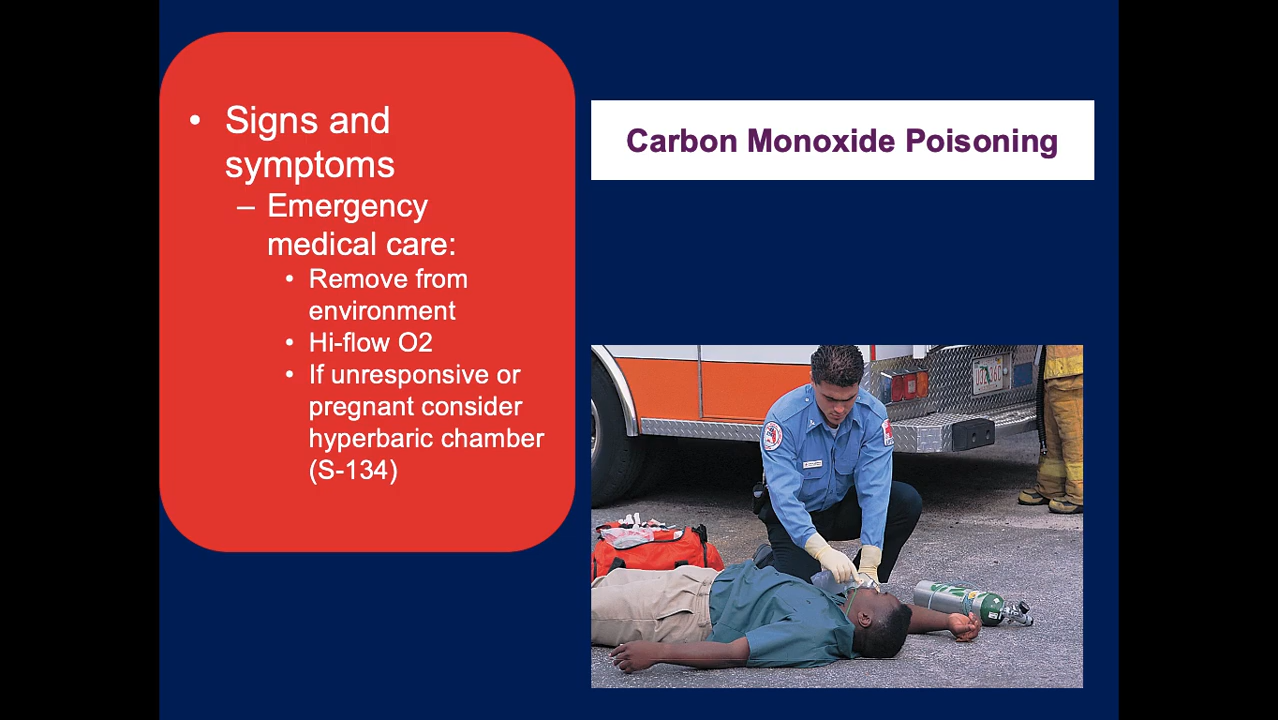 • Signs and
symptoms
– Emergency
medical care:
• Remove from
environment
• Hi-flow O2
• If unresponsive or
pregnant consider
hyperbaric chamber
(S-134)
Carbon Monoxide Poisoning